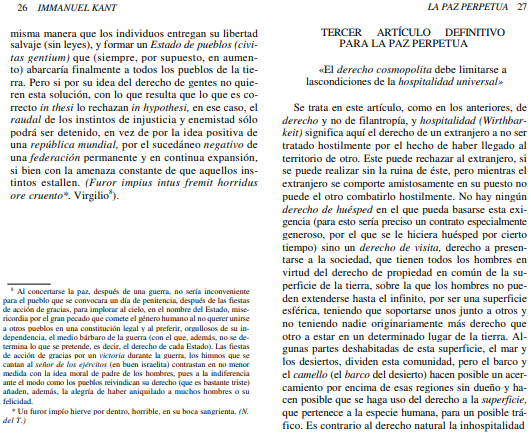 26 IMMANUEL KANT
misma manera que los individuos entregan su libertad
salvaje (sin leyes), y formar un Estado de pueblos (civi-
tas gentium) que (siempre, por supuesto, en aumen-
to) abarcaría finalmente a todos los pueblos de la tie-
rra. Pero si por su idea del derecho de gentes no quie-
ren esta solución, con lo que resulta que lo que es co-
rrecto in thesi lo rechazan in hypothesi, en ese caso, el
raudal de los instintos de injusticia y enemistad sólo
podrá ser detenido, en vez de por la idea positiva de
una república mundial, por el sucedáneo negativo de
una federación permanente y en continua expansión,
si bien con la amenaza constante de que aquellos ins-
tintos estallen. (Furor impius intus fremit horridus
ore cruento*. Virgilio⁸).
⁸ Al concertarse la paz, después de una guerra, no sería inconveniente
para el pueblo que se convocara un día de penitencia, después de las fiestas
de acción de gracias, para implorar al cielo, en el nombre del Estado, mise-
ricordia por el gran pecado que comete el género humano al no querer unirse
a otros pueblos en una constitución legal y al preferir, orgullosos de su in-
dependencia, el medio bárbaro de la guerra (con el que, además, no se de-
termina lo que se pretende, es decir, el derecho de cada Estado). Las fiestas
de acción de gracias por un victoria durante la guerra, los himnos que se
cantan al señor de los ejércitos (en buen israelita) contrastan en no menor
medida con la idea moral de padre de los hombres, pues a la indiferencia
ante el modo como los pueblos reivindican su derecho (que es bastante triste)
añaden, además, la alegría de haber aniquilado a muchos hombres o su
felicidad.
* Un furor impío hierve por dentro, horrible, en su boca sangrienta. (N.
del T.)
LA PAZ PERPETUA 27
TERCER ARTÍCULO DEFINITIVO
PARA LA PAZ PERPETUA
«El derecho cosmopolita debe limitarse a
lascondiciones de la hospitalidad universal»
Se trata en este artículo, como en los anteriores, de
derecho y no de filantropía, y hospitalidad (Wirthbar-
keit) significa aquí el derecho de un extranjero a no ser
tratado hostilmente por el hecho de haber llegado al
territorio de otro. Este puede rechazar al extranjero, si
se puede realizar sin la ruina de éste, pero mientras el
extranjero se comporte amistosamente en su puesto no
puede el otro combatirlo hostilmente. No hay ningún
derecho de huésped en el que pueda basarse esta exi-
gencia (para esto sería preciso un contrato especialmente
generoso, por el que se le hiciera huésped por cierto
tiempo) sino un derecho de visita, derecho a presen-
tarse a la sociedad, que tienen todos los hombres en
virtud del derecho de propiedad en común de la su-
perficie de la tierra, sobre la que los hombres no pue-
den extenderse hasta el infinito, por ser una superficie
esférica, teniendo que soportarse unos junto a otros y
no teniendo nadie originariamente más derecho que
otro a estar en un determinado lugar de la tierra. Al-
gunas partes deshabitadas de esta superficie, el mar y
los desiertos, dividen esta comunidad, pero el barco y
el camello (el barco del desierto) hacen posible un acer-
camiento por encima de esas regiones sin dueño y ha-
cen posible que se haga uso del derecho a la superficie,
que pertenece a la especie humana, para un posible trá-
fico. Es contrario al derecho natural la inhospitalidad